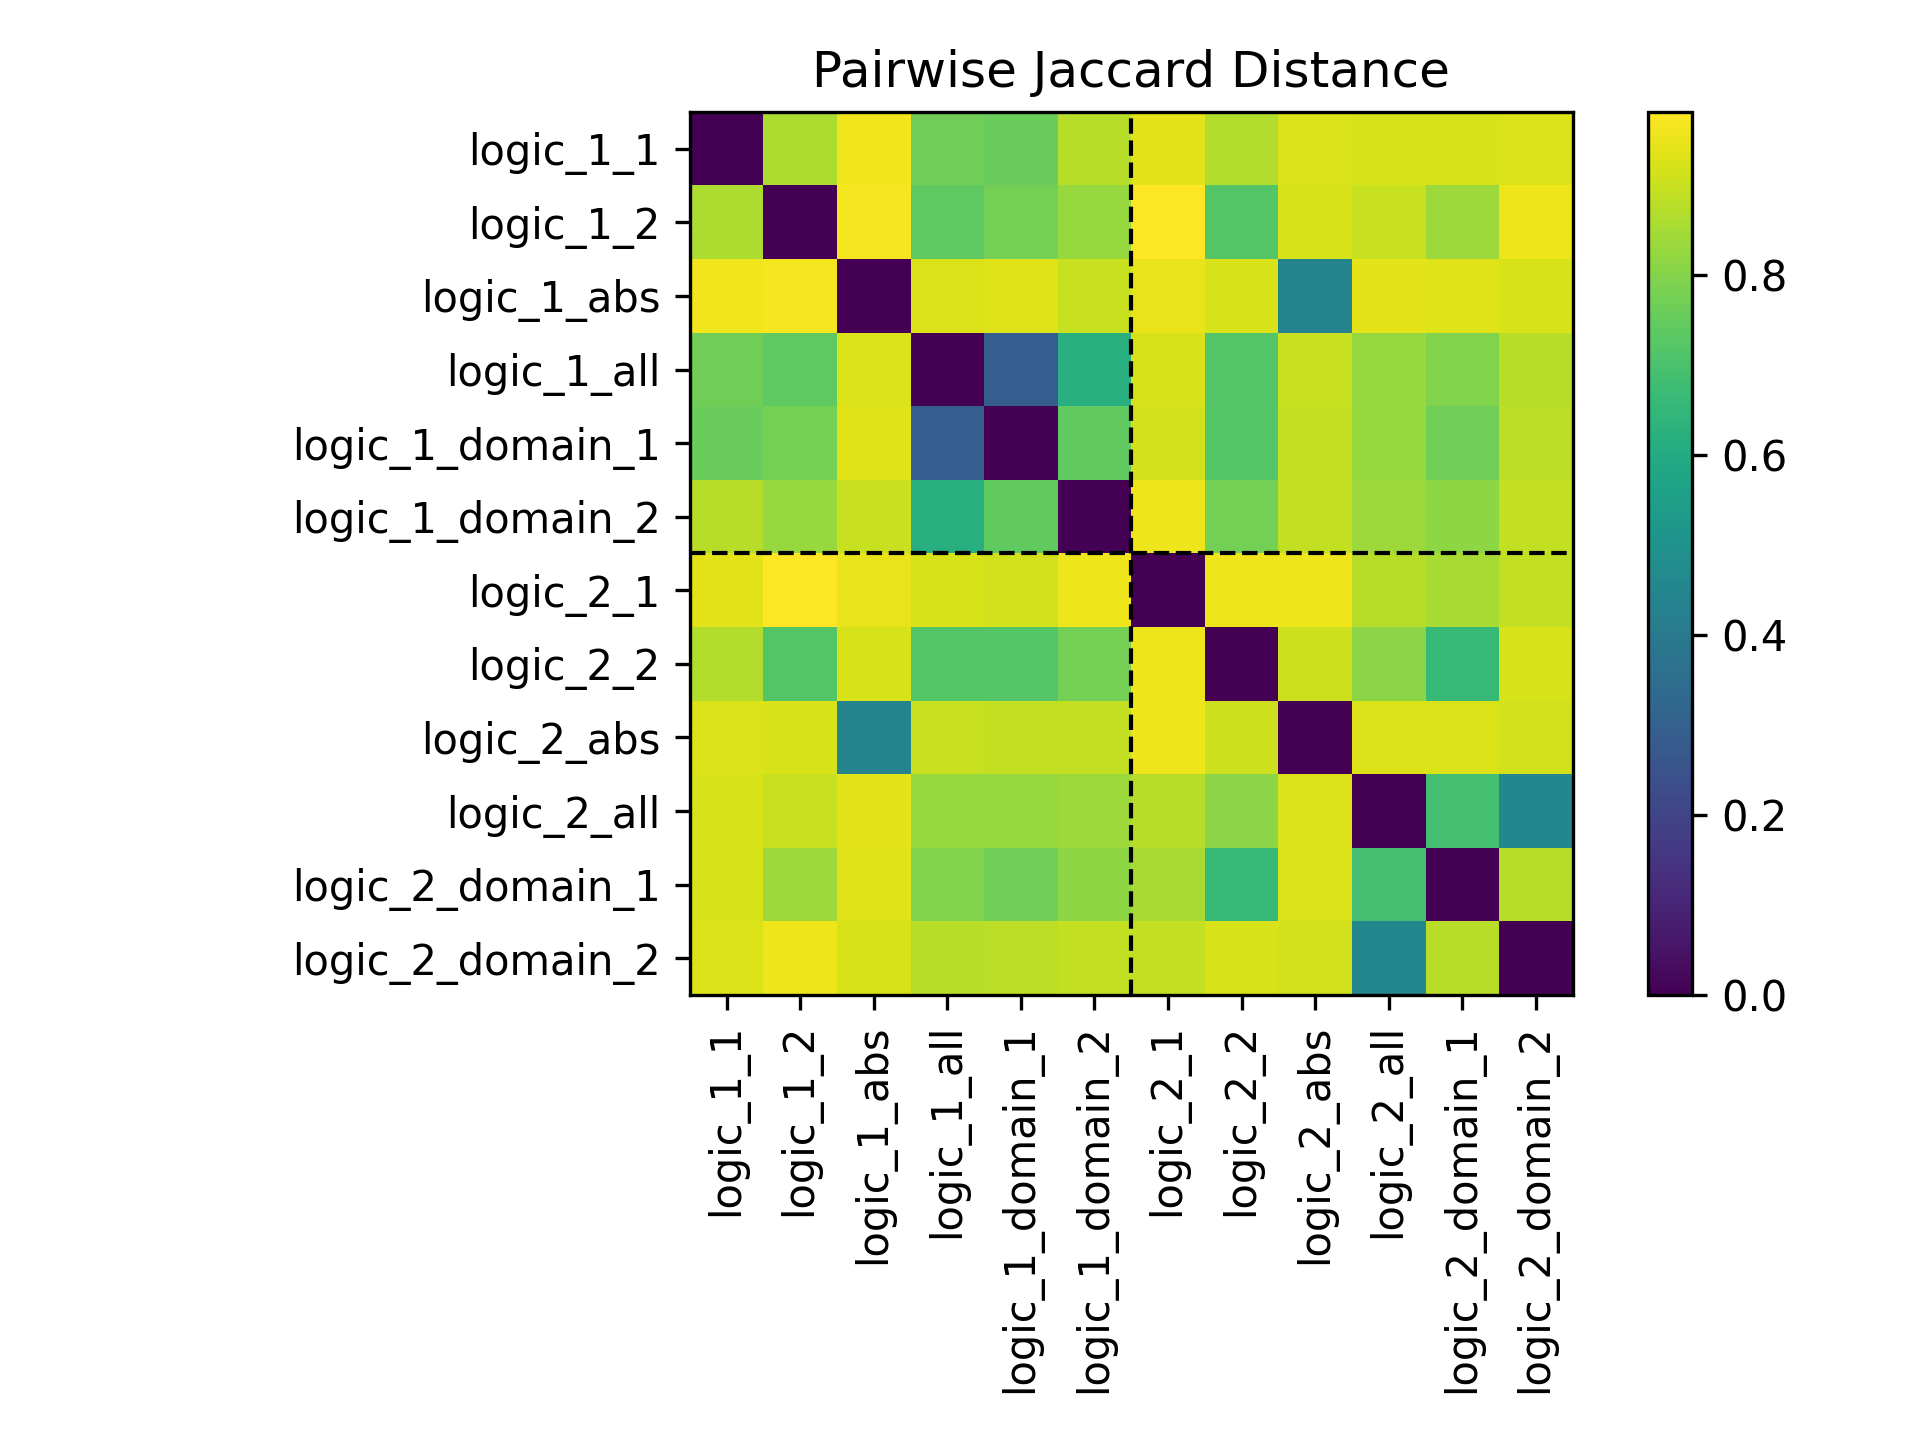 Pairwise Jaccard Distance
logic_1_1
logic_1_2
logic_1_abs
logic_1_all
logic_1_domain_1
logic_1_domain_2
logic_2_1
logic_2_2
logic_2_abs
logic_2_all
logic_2_domain_1
logic_2_domain_2
logic_1_1
logic_1_2
logic_1_abs
logic_1_all
logic_1_domain_1
logic_1_domain_2
logic_2_1
logic_2_2
logic_2_abs
logic_2_all
logic_2_domain_1
logic_2_domain_2
0.8
0.6
0.4
0.2
0.0